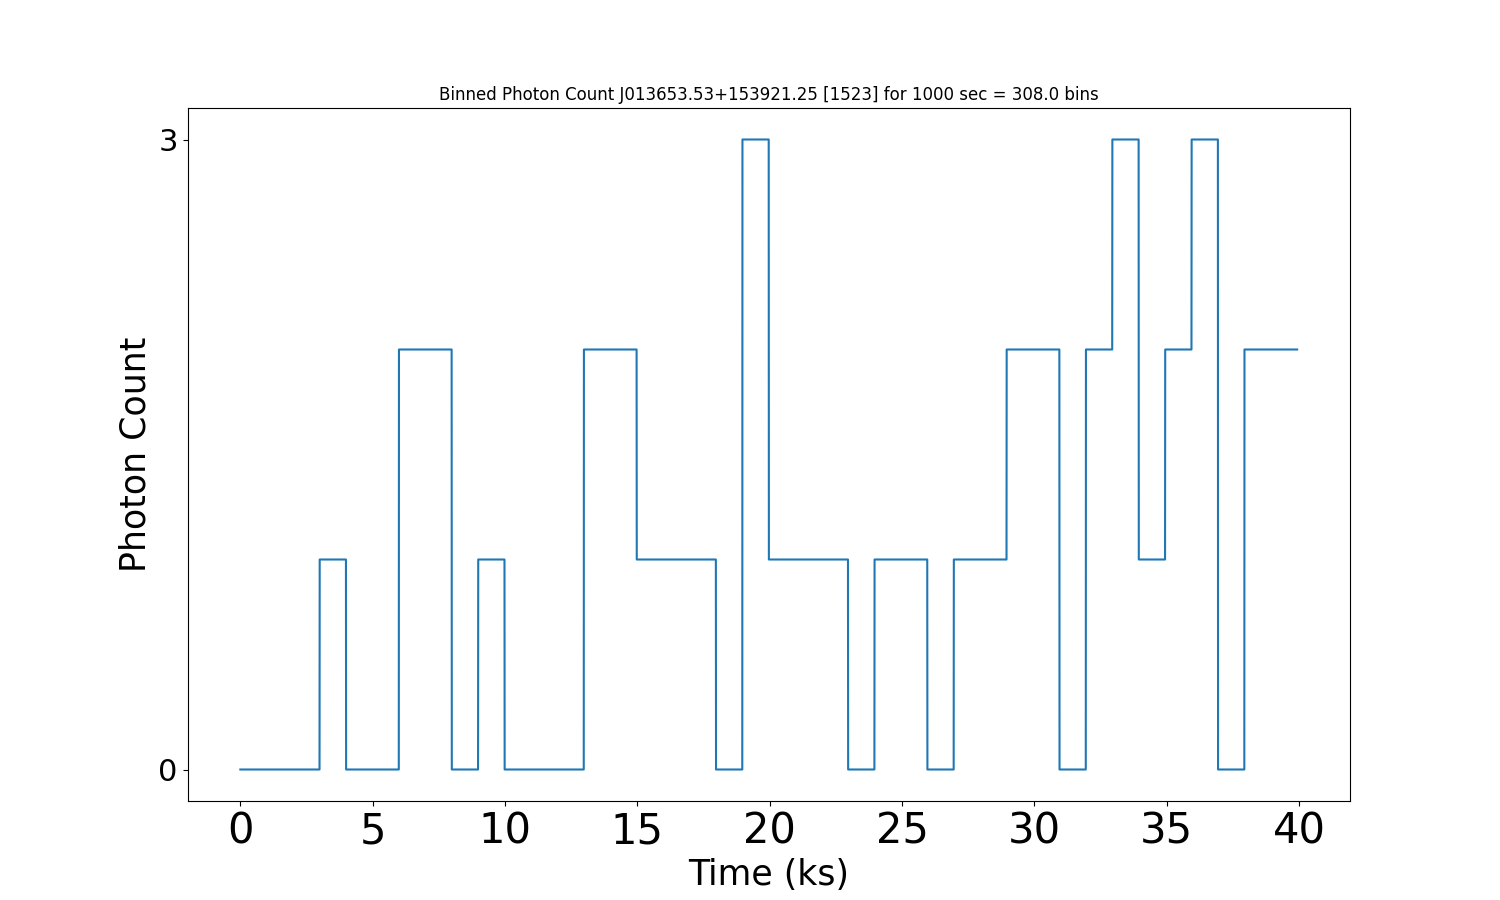 Binned Photon Count J013653.53+153921.25 [1523] for 1000 sec = 308.0 bins
3
Photon Count
0
0 5 10 15 20 25 30 35 40
Time (ks)